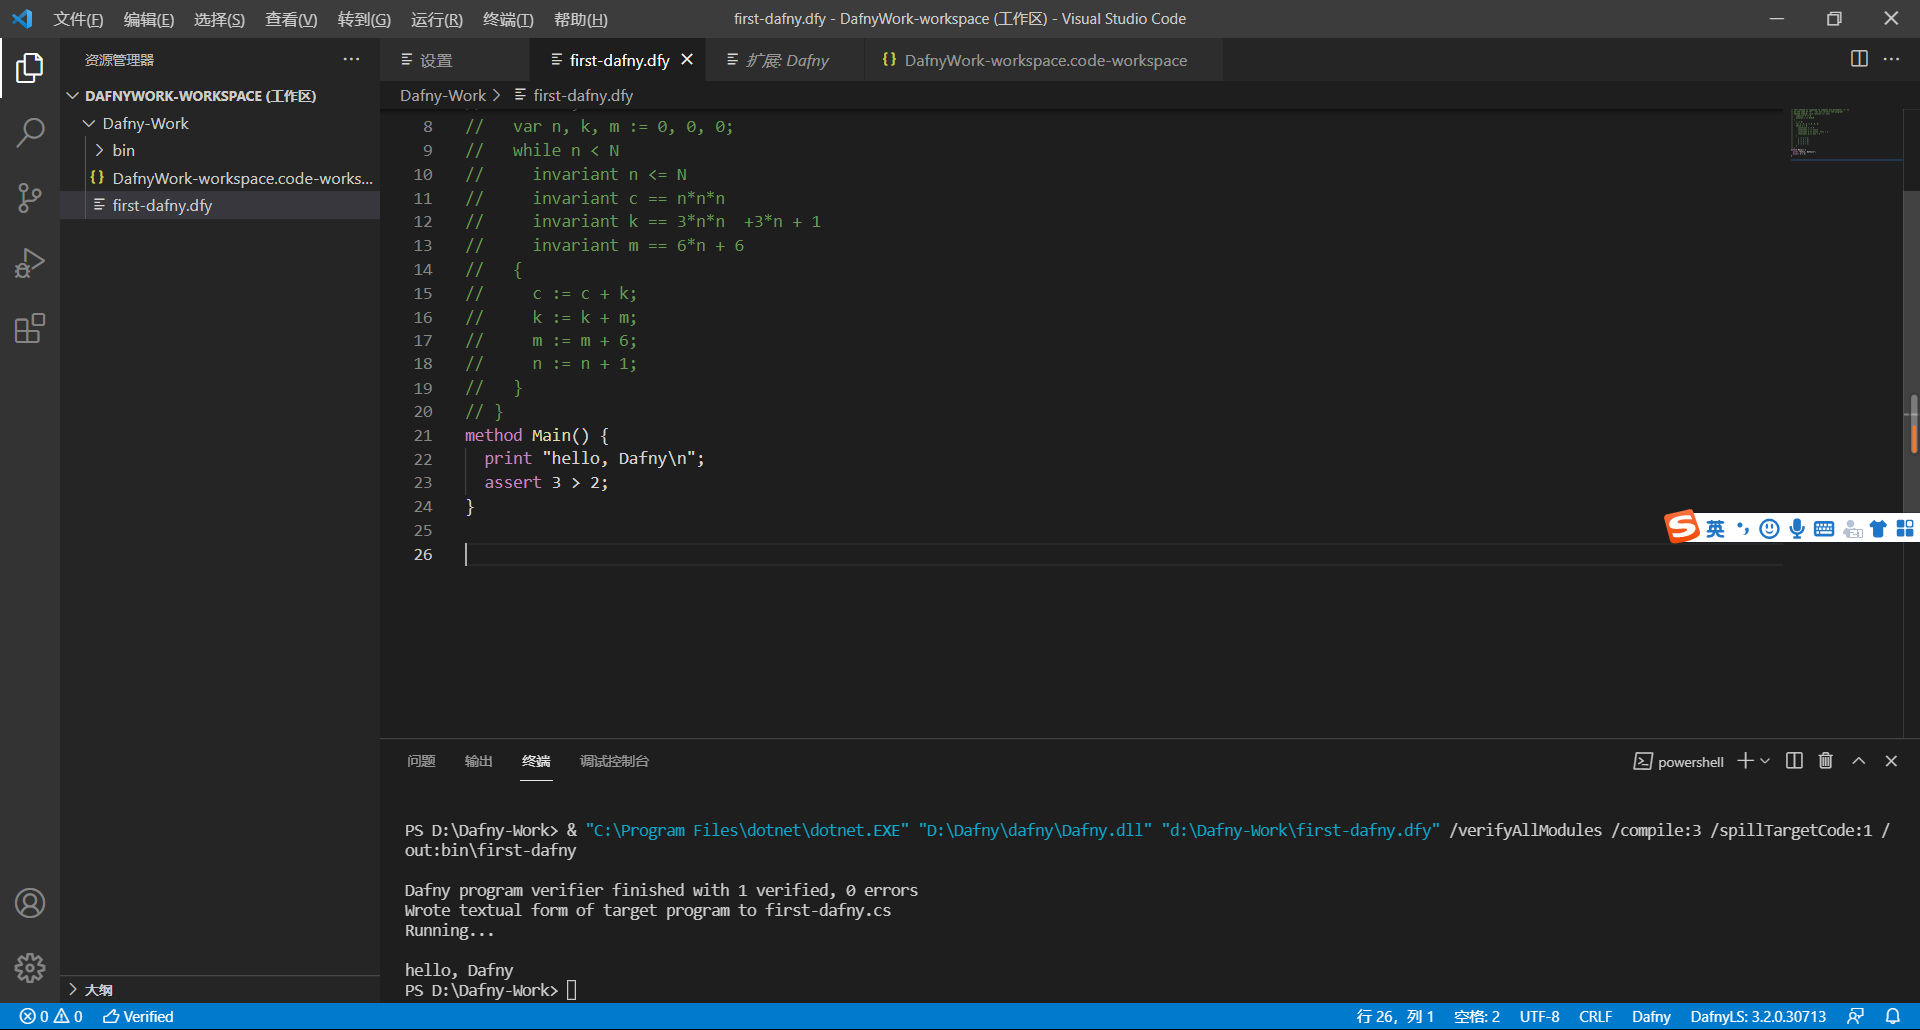 文件(F) 编辑(E) 选择(S) 查看(V) 转到(G) 运行(R) 终端(T) 帮助(H) first-dafny.dfy - DafnyWork-workspace (工作区) - Visual Studio Code
资源管理器
设置 first-dafny.dfy 扩展: Dafny {} DafnyWork-workspace.code-workspace
DAFNYWORK-WORKSPACE (工作区)
Dafny-Work
bin
{} DafnyWork-workspace.code-works...
first-dafny.dfy
Dafny-Work > first-dafny.dfy
8 //   var n, k, m := 0, 0, 0;
9 //   while n < N
10 //     invariant n <= N
11 //     invariant c == n*n*n
12 //     invariant k == 3*n*n  +3*n + 1
13 //     invariant m == 6*n + 6
14 //   {
15 //     c := c + k;
16 //     k := k + m;
17 //     m := m + 6;
18 //     n := n + 1;
19 //   }
20 // }
21 method Main() {
22   print "hello, Dafny\n";
23   assert 3 > 2;
24 }
25
26
S 英
问题 输出 终端 调试控制台 powershell
PS D:\Dafny-Work> & "C:\Program Files\dotnet\dotnet.EXE" "D:\Dafny\dafny\Dafny.dll" "d:\Dafny-Work\first-dafny.dfy" /verifyAllModules /compile:3 /spillTargetCode:1 /
out:bin\first-dafny
Dafny program verifier finished with 1 verified, 0 errors
Wrote textual form of target program to first-dafny.cs
Running...
hello, Dafny
PS D:\Dafny-Work>
大纲
0 0 Verified 行 26，列 1 空格: 2 UTF-8 CRLF Dafny DafnyLS: 3.2.0.30713